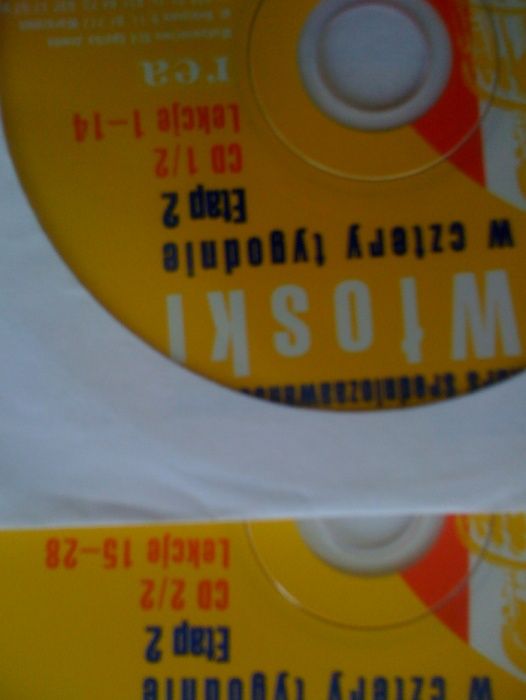 W cztery tygodnie
Etap 2
CD 2/2
Lekcje 15–28
Włoski
W cztery tygodnie
Etap 2
CD 1/2
Lekcje 1–14
rea